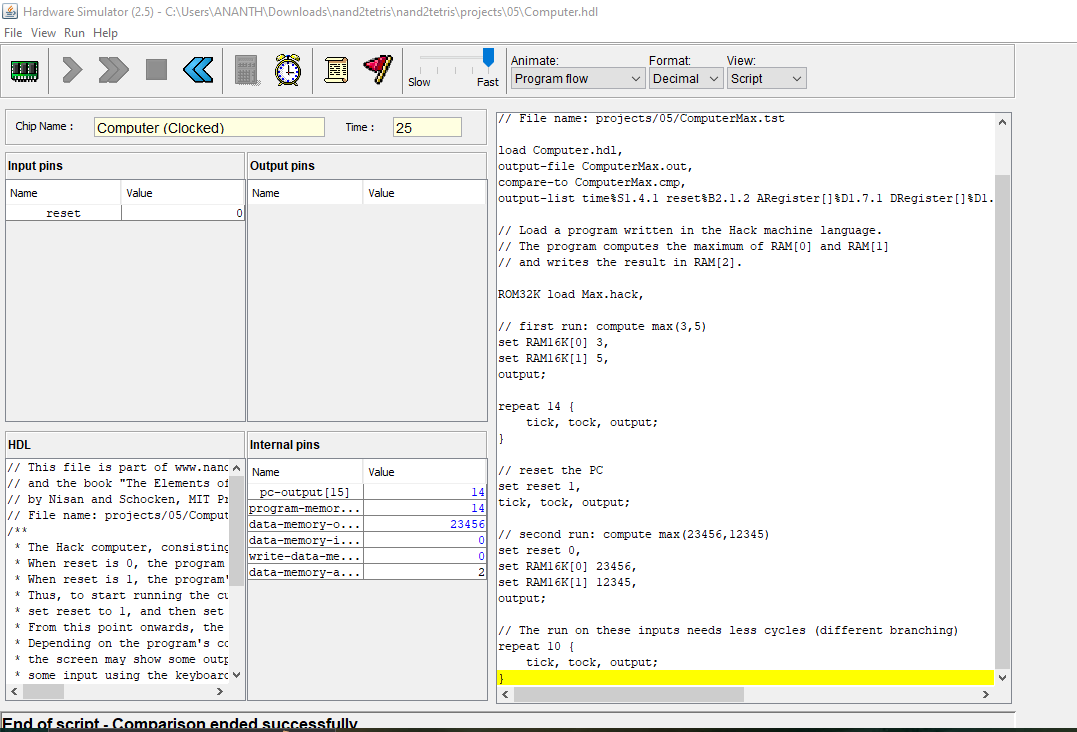 Hardware Simulator (2.5) - C:\Users\ANANTH\Downloads\nand2tetris\nand2tetris\projects\05\Computer.hdl
File View Run Help
Slow
Fast
Animate:
Program flow
Format:
Decimal
View:
Script
Chip Name :
Computer (Clocked)
Time :
25
Input pins
Name Value
reset 0
Output pins
Name Value
HDL
// This file is part of www.nand
// and the book "The Elements of
// by Nisan and Schocken, MIT Pr
// File name: projects/05/Comput
/**
* The Hack computer, consisting
* When reset is 0, the program
* When reset is 1, the program'
* Thus, to start running the cu
* set reset to 1, and then set
* From this point onwards, the
* Depending on the program's co
* the screen may show some outp
* some input using the keyboard
Internal pins
Name Value
pc-output[15] 14
program-memor... 14
data-memory-o... 23456
data-memory-i... 0
write-data-me... 0
data-memory-a... 2
// File name: projects/05/ComputerMax.tst
load Computer.hdl,
output-file ComputerMax.out,
compare-to ComputerMax.cmp,
output-list time%S1.4.1 reset%B2.1.2 ARegister[]%D1.7.1 DRegister[]%D1.
// Load a program written in the Hack machine language.
// The program computes the maximum of RAM[0] and RAM[1]
// and writes the result in RAM[2].
ROM32K load Max.hack,
// first run: compute max(3,5)
set RAM16K[0] 3,
set RAM16K[1] 5,
output;
repeat 14 {
tick, tock, output;
}
// reset the PC
set reset 1,
tick, tock, output;
// second run: compute max(23456,12345)
set reset 0,
set RAM16K[0] 23456,
set RAM16K[1] 12345,
output;
// The run on these inputs needs less cycles (different branching)
repeat 10 {
tick, tock, output;
}
End of script - Comparison ended successfully